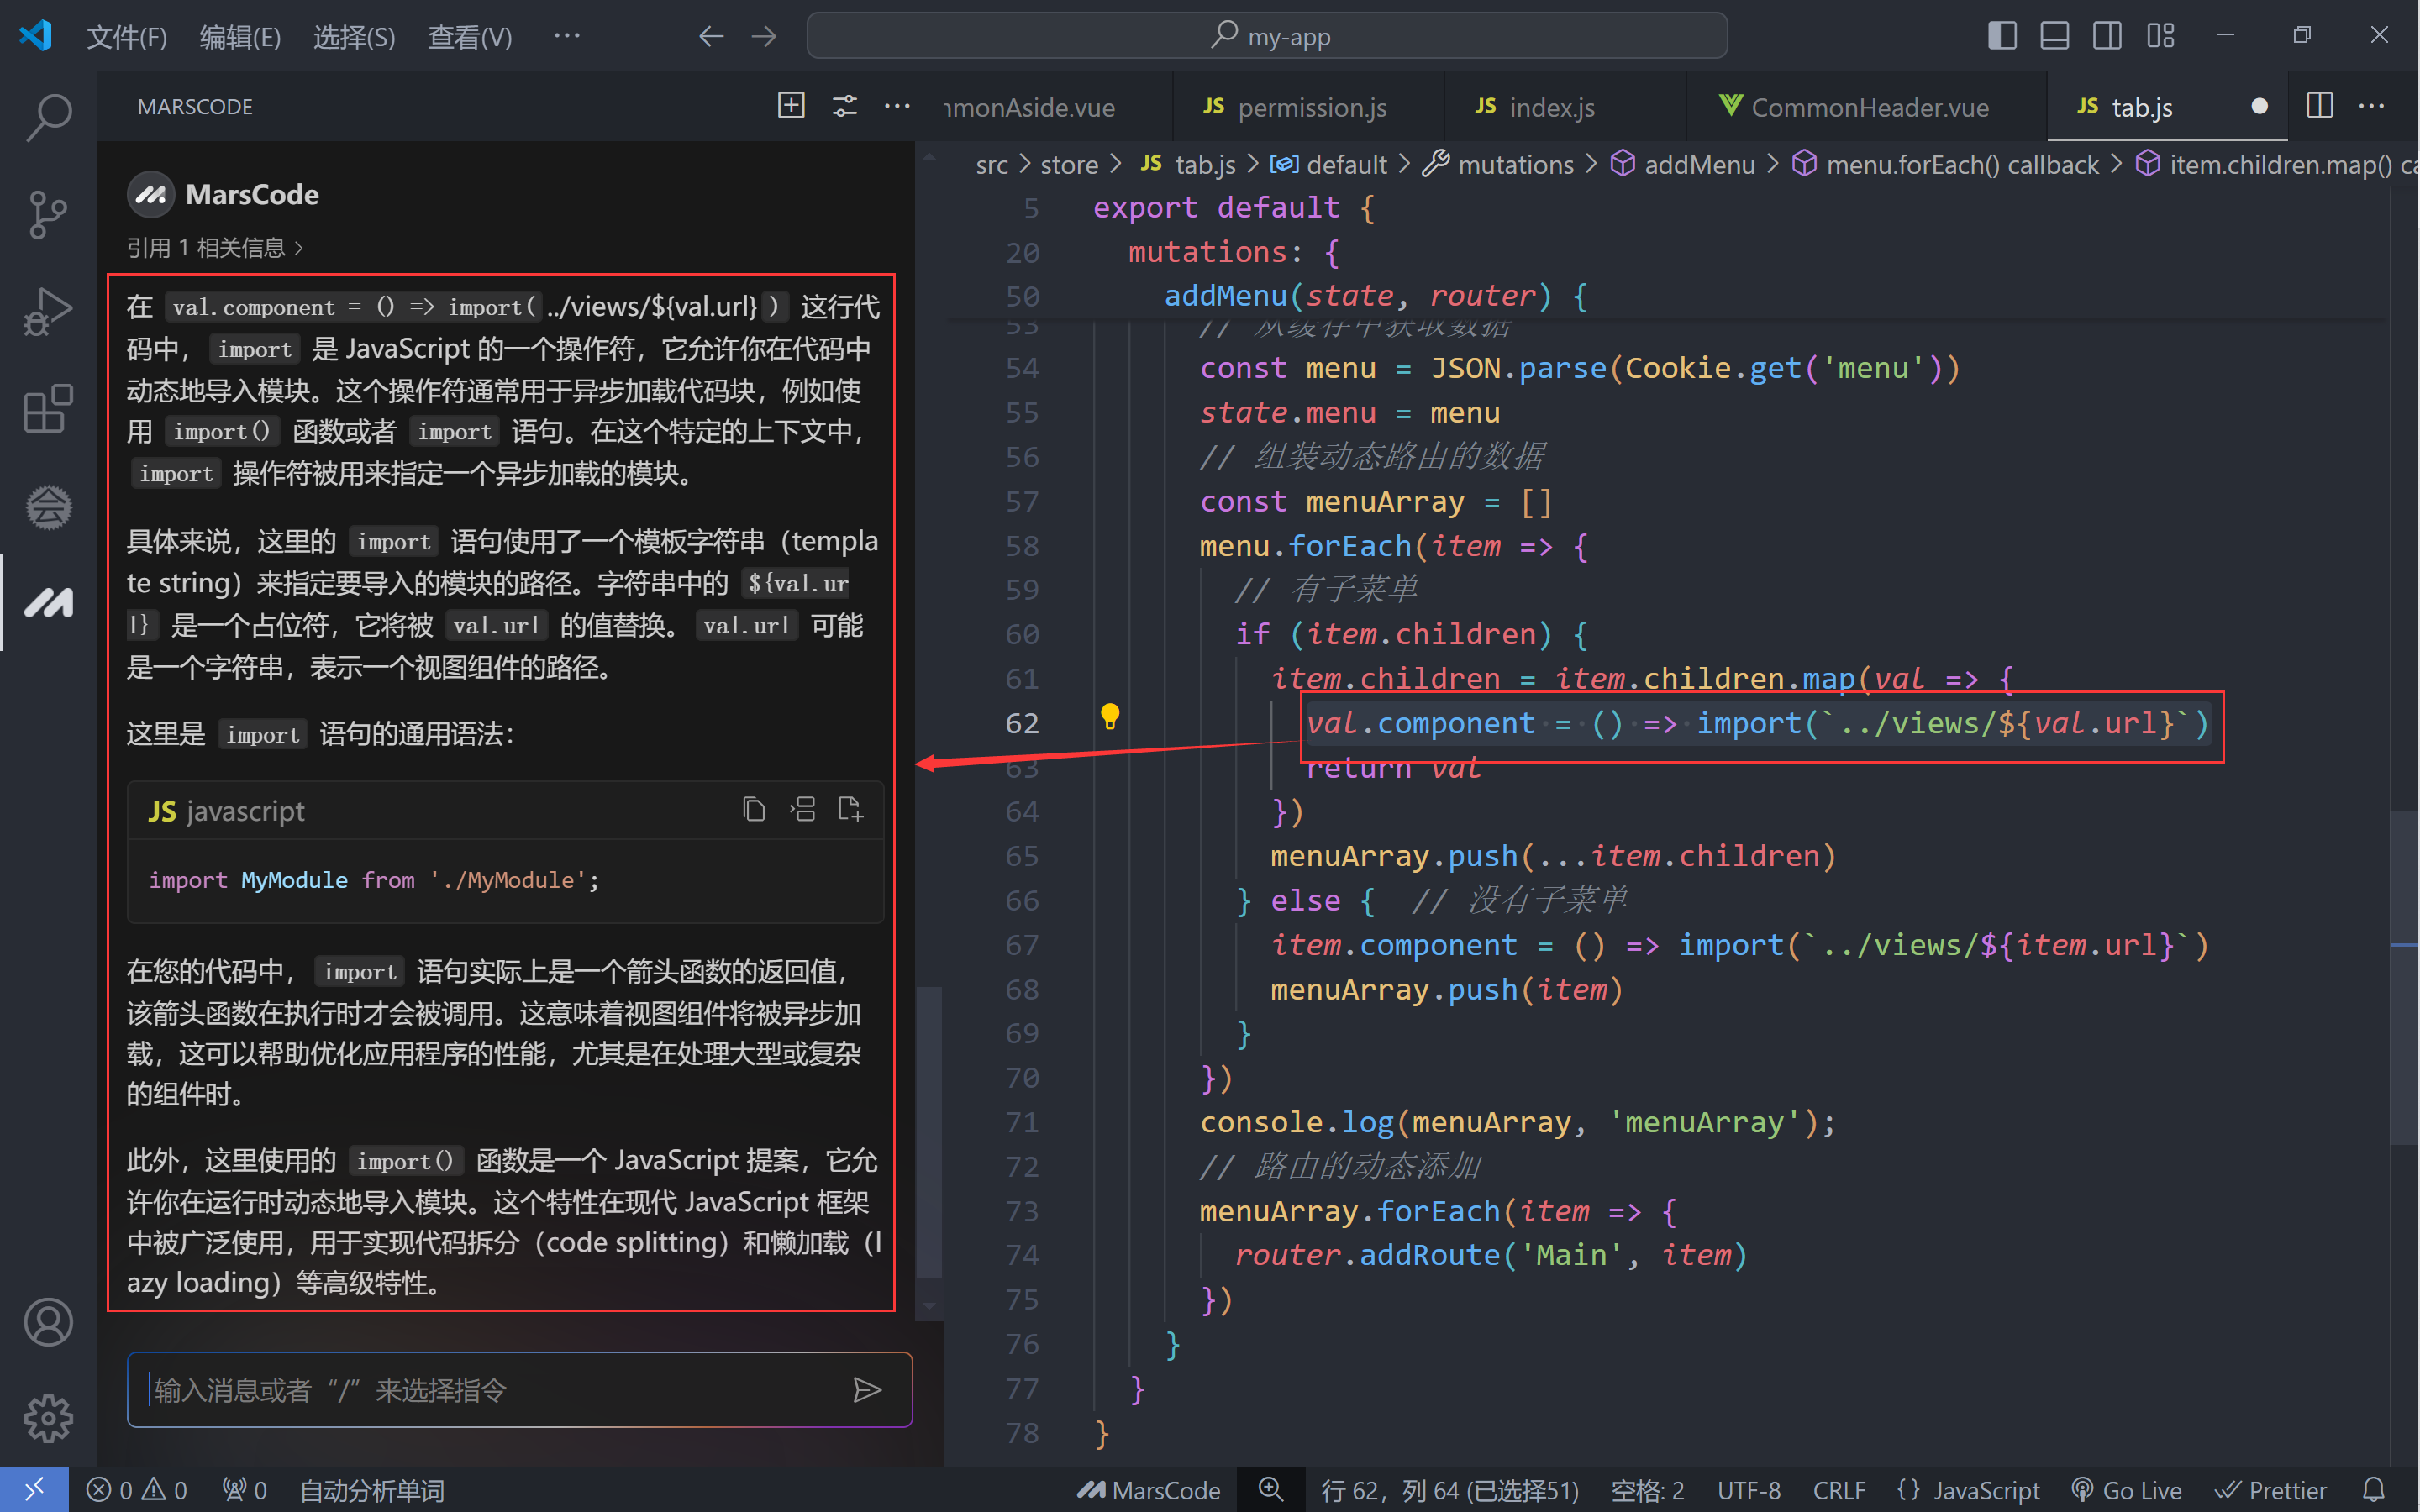 文件(F) 编辑(E) 选择(S) 查看(V) ··· my-app
MARSCODE
MarsCode
引用 1 相关信息 >
在 val.component = () => import( ../views/${val.url} ) 这行代
码中， import 是 JavaScript 的一个操作符，它允许你在代码中
动态地导入模块。这个操作符通常用于异步加载代码块，例如使
用 import() 函数或者 import 语句。在这个特定的上下文中，
import 操作符被用来指定一个异步加载的模块。
具体来说，这里的 import 语句使用了一个模板字符串（templa
te string）来指定要导入的模块的路径。字符串中的 ${val.ur
l} 是一个占位符，它将被 val.url 的值替换。 val.url 可能
是一个字符串，表示一个视图组件的路径。
这里是 import 语句的通用语法：
JS javascript
import MyModule from './MyModule';
在您的代码中， import 语句实际上是一个箭头函数的返回值，
该箭头函数在执行时才会被调用。这意味着视图组件将被异步加
载，这可以帮助优化应用程序的性能，尤其是在处理大型或复杂
的组件时。
此外，这里使用的 import() 函数是一个 JavaScript 提案，它允
许你在运行时动态地导入模块。这个特性在现代 JavaScript 框架
中被广泛使用，用于实现代码拆分（code splitting）和懒加载（l
azy loading）等高级特性。
输入消息或者“/”来选择指令
monAside.vue JS permission.js JS index.js CommonHeader.vue JS tab.js
src > store > JS tab.js > default > mutations > addMenu > menu.forEach() callback > item.children.map() ca
5 export default {
20 mutations: {
50 addMenu(state, router) {
53 // 从缓存中获取数据
54 const menu = JSON.parse(Cookie.get('menu'))
55 state.menu = menu
56 // 组装动态路由的数据
57 const menuArray = []
58 menu.forEach(item => {
59 // 有子菜单
60 if (item.children) {
61 item.children = item.children.map(val => {
62 val.component = () => import(`../views/${val.url}`)
63 return val
64 })
65 menuArray.push(...item.children)
66 } else { // 没有子菜单
67 item.component = () => import(`../views/${item.url}`)
68 menuArray.push(item)
69 }
70 })
71 console.log(menuArray, 'menuArray');
72 // 路由的动态添加
73 menuArray.forEach(item => {
74 router.addRoute('Main', item)
75 })
76 }
77 }
78 }
会
0 0 0 自动分析单词 MarsCode 行 62，列 64 (已选择51) 空格: 2 UTF-8 CRLF {} JavaScript Go Live Prettier